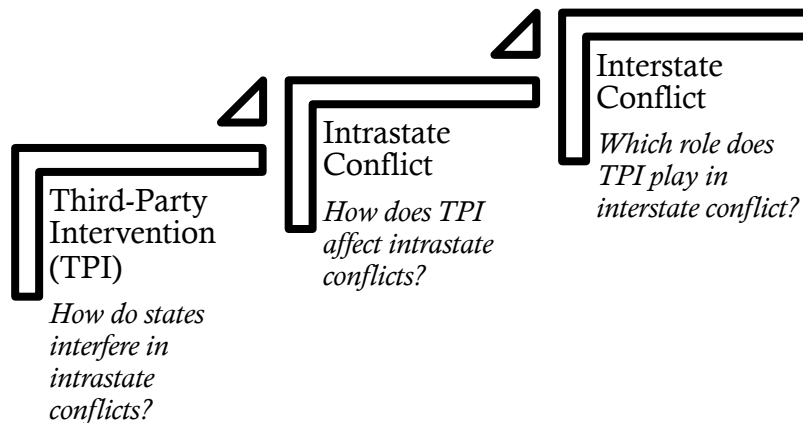 Third-Party
Intervention
(TPI)
How do states
interfere in
intrastate
conflicts?
Intrastate
Conflict
How does TPI
affect intrastate
conflicts?
Interstate
Conflict
Which role does
TPI play in
interstate conflict?